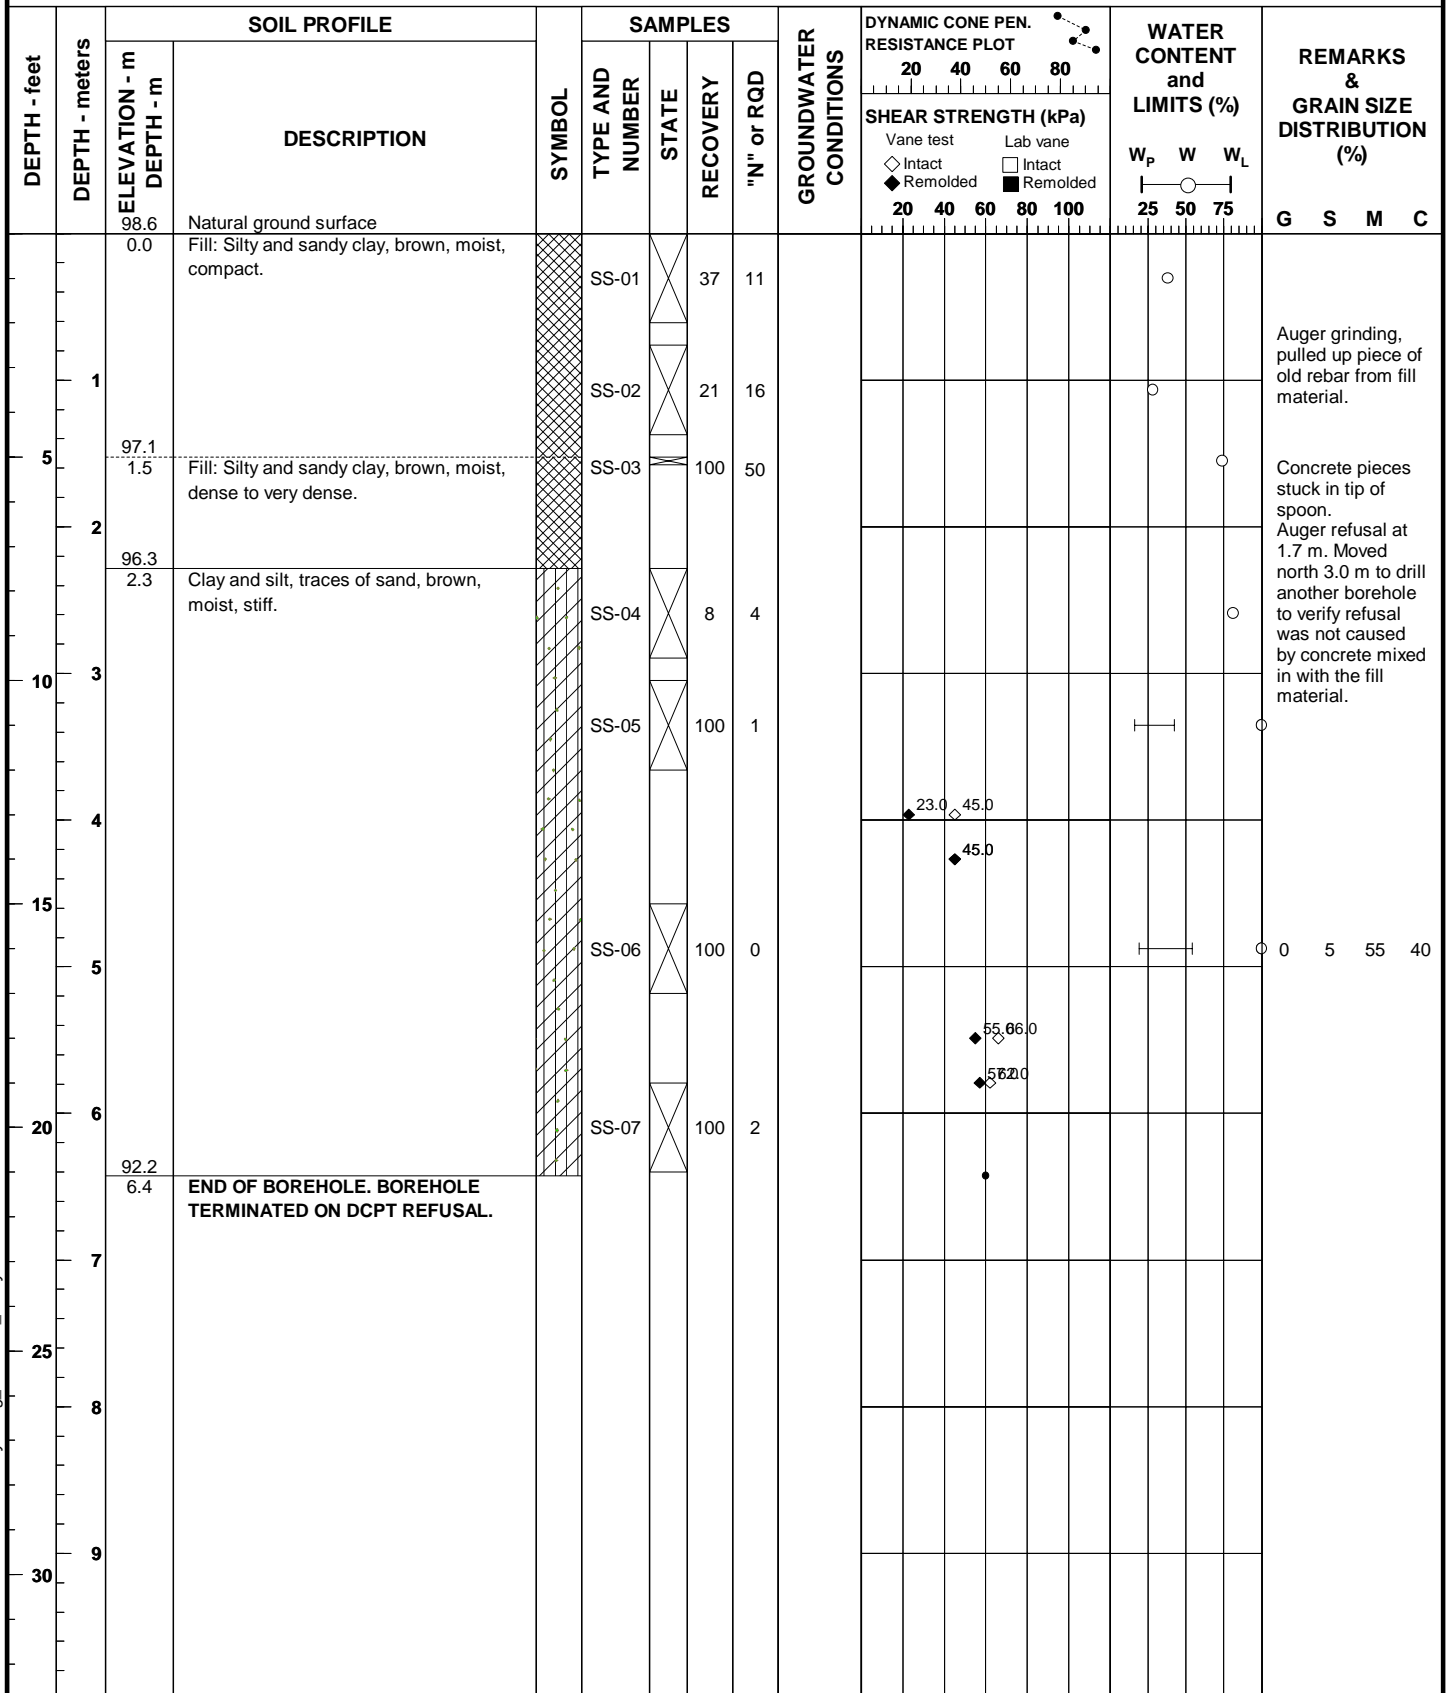 DEPTH - feet
DEPTH - meters
SOIL PROFILE
ELEVATION - m
DEPTH - m
DESCRIPTION
SYMBOL
SAMPLES
TYPE AND
NUMBER
STATE
RECOVERY
"N" or RQD
GROUNDWATER
CONDITIONS
DYNAMIC CONE PEN.
RESISTANCE PLOT
20 40 60 80
SHEAR STRENGTH (kPa)
Vane test Lab vane
Intact Intact
Remolded Remolded
20 40 60 80 100
WATER
CONTENT
and
LIMITS (%)
WP W WL
25 50 75
REMARKS
&
GRAIN SIZE
DISTRIBUTION
(%)
G S M C
98.6 Natural ground surface
0.0 Fill: Silty and sandy clay, brown, moist,
compact.
SS-01 37 11
Auger grinding,
pulled up piece of
old rebar from fill
material.
1
SS-02 21 16
97.1
5
1.5 Fill: Silty and sandy clay, brown, moist,
dense to very dense.
SS-03 100 50
Concrete pieces
stuck in tip of
spoon.
Auger refusal at
1.7 m. Moved
north 3.0 m to drill
another borehole
to verify refusal
was not caused
by concrete mixed
in with the fill
material.
2
96.3
2.3 Clay and silt, traces of sand, brown,
moist, stiff.
SS-04 8 4
3
10
SS-05 100 1
23.0 45.0
4
45.0
15
SS-06 100 0 0 5 55 40
5
55.0 66.0
57.0 62.0
6
20 SS-07 100 2
92.2
6.4 END OF BOREHOLE. BOREHOLE
TERMINATED ON DCPT REFUSAL.
7
25
8
9
30